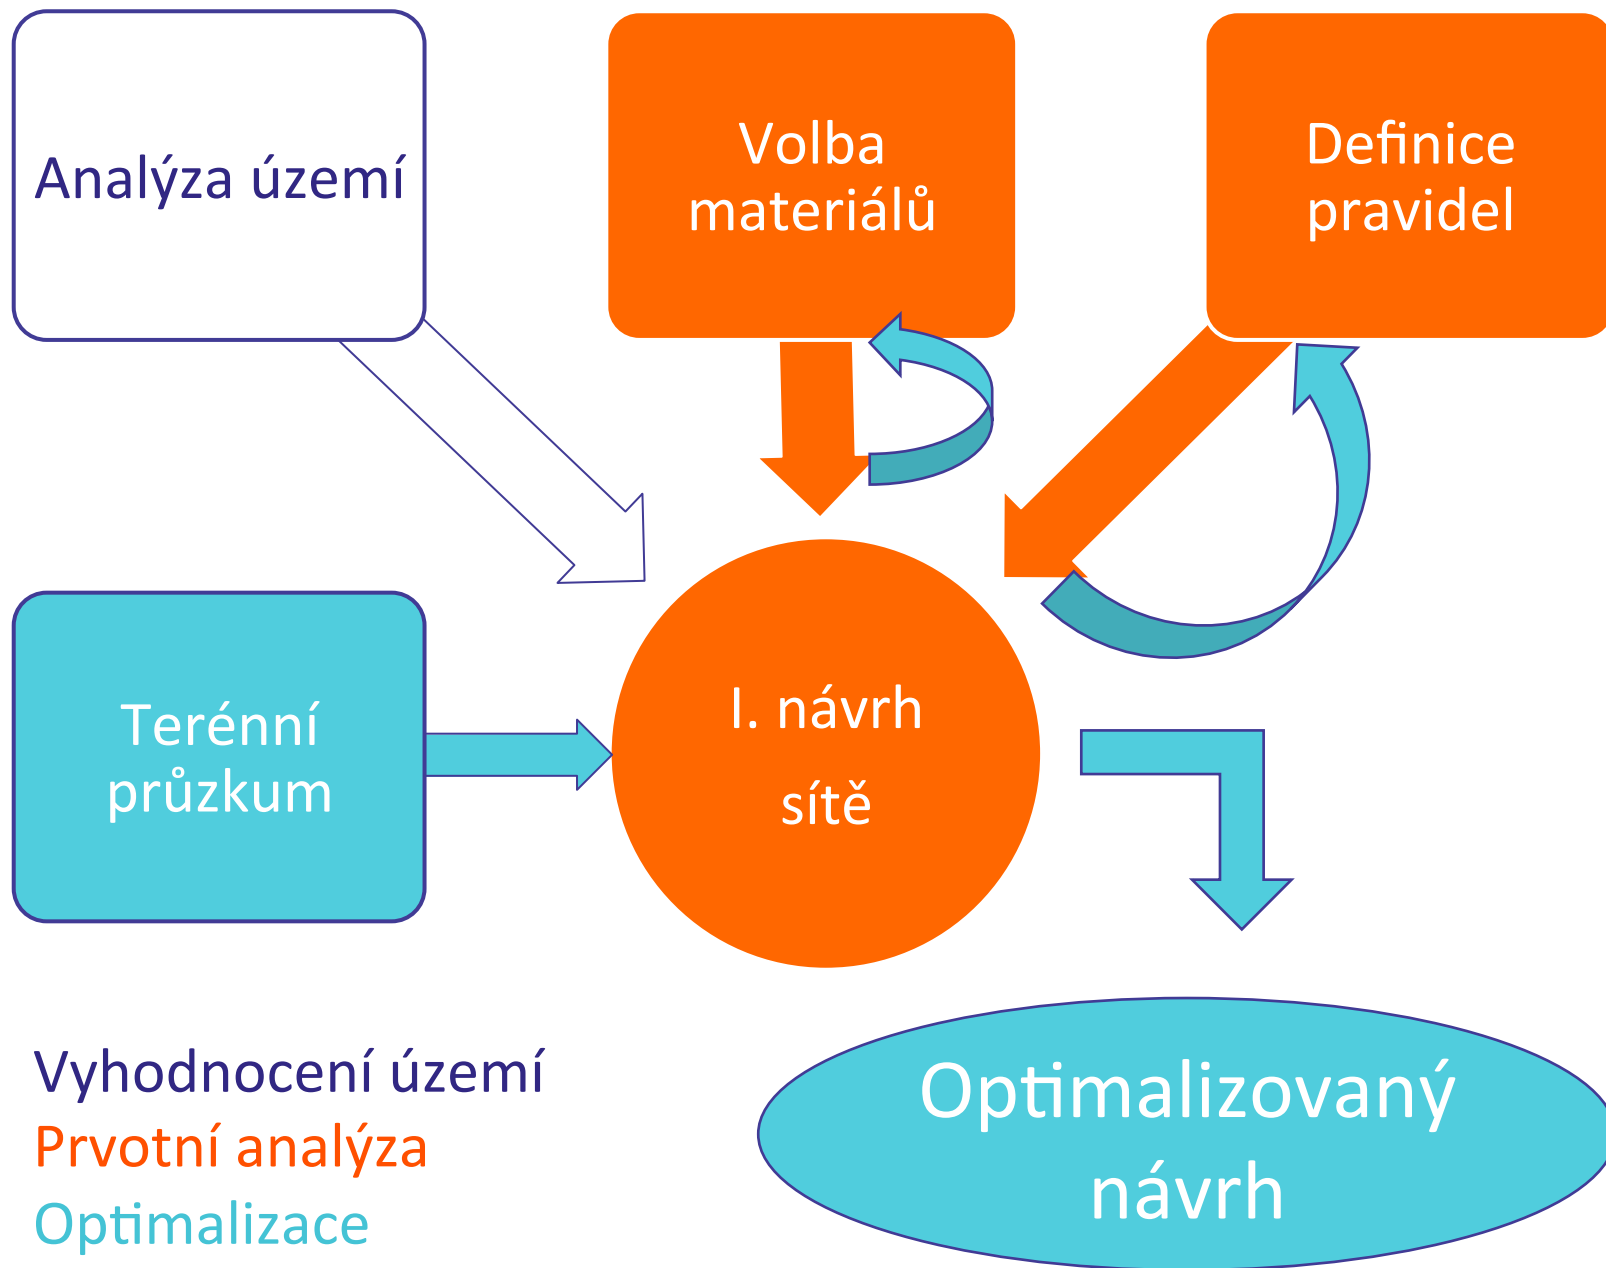 Analýza území
Volba
materiálů
Definice
pravidel
Terénní
průzkum
I. návrh
sítě
Vyhodnocení území
Prvotní analýza
Optimalizace
Optimalizovaný
návrh